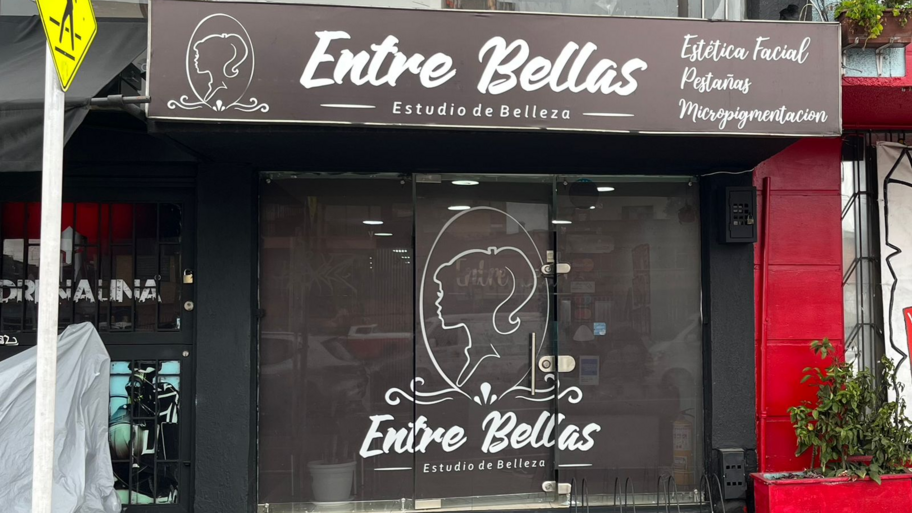 Entre Bellas
Estudio de Belleza
Estética Facial
Pestañas
Micropigmentacion
Entre Bellas
Estudio de Belleza